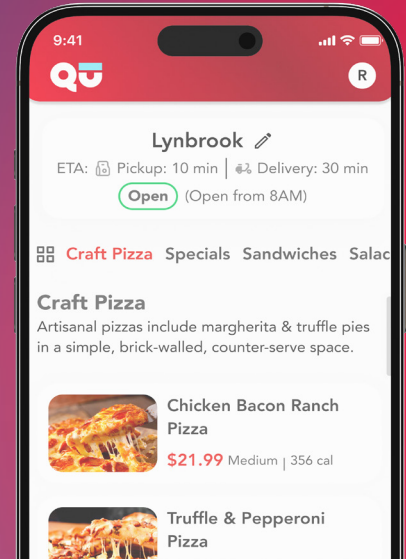 9:41
QU
R
Lynbrook
ETA: Pickup: 10 min | Delivery: 30 min
Open (Open from 8AM)
Craft Pizza Specials Sandwiches Salac
Craft Pizza
Artisanal pizzas include margherita & truffle pies
in a simple, brick-walled, counter-serve space.
Chicken Bacon Ranch
Pizza
$21.99 Medium | 356 cal
Truffle & Pepperoni
Pizza